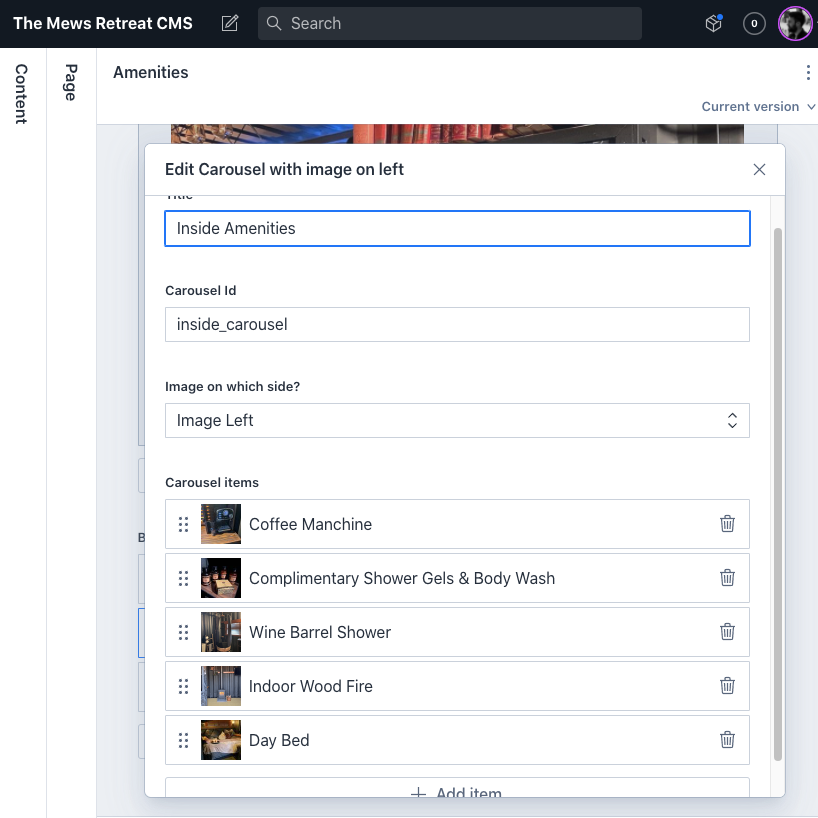 The Mews Retreat CMS
Search
0
Content
Page
Amenities
Current version
Edit Carousel with image on left
Title
Inside Amenities
Carousel Id
inside_carousel
Image on which side?
Image Left
Carousel items
Coffee Manchine
Complimentary Shower Gels & Body Wash
Wine Barrel Shower
Indoor Wood Fire
Day Bed
Add item
B